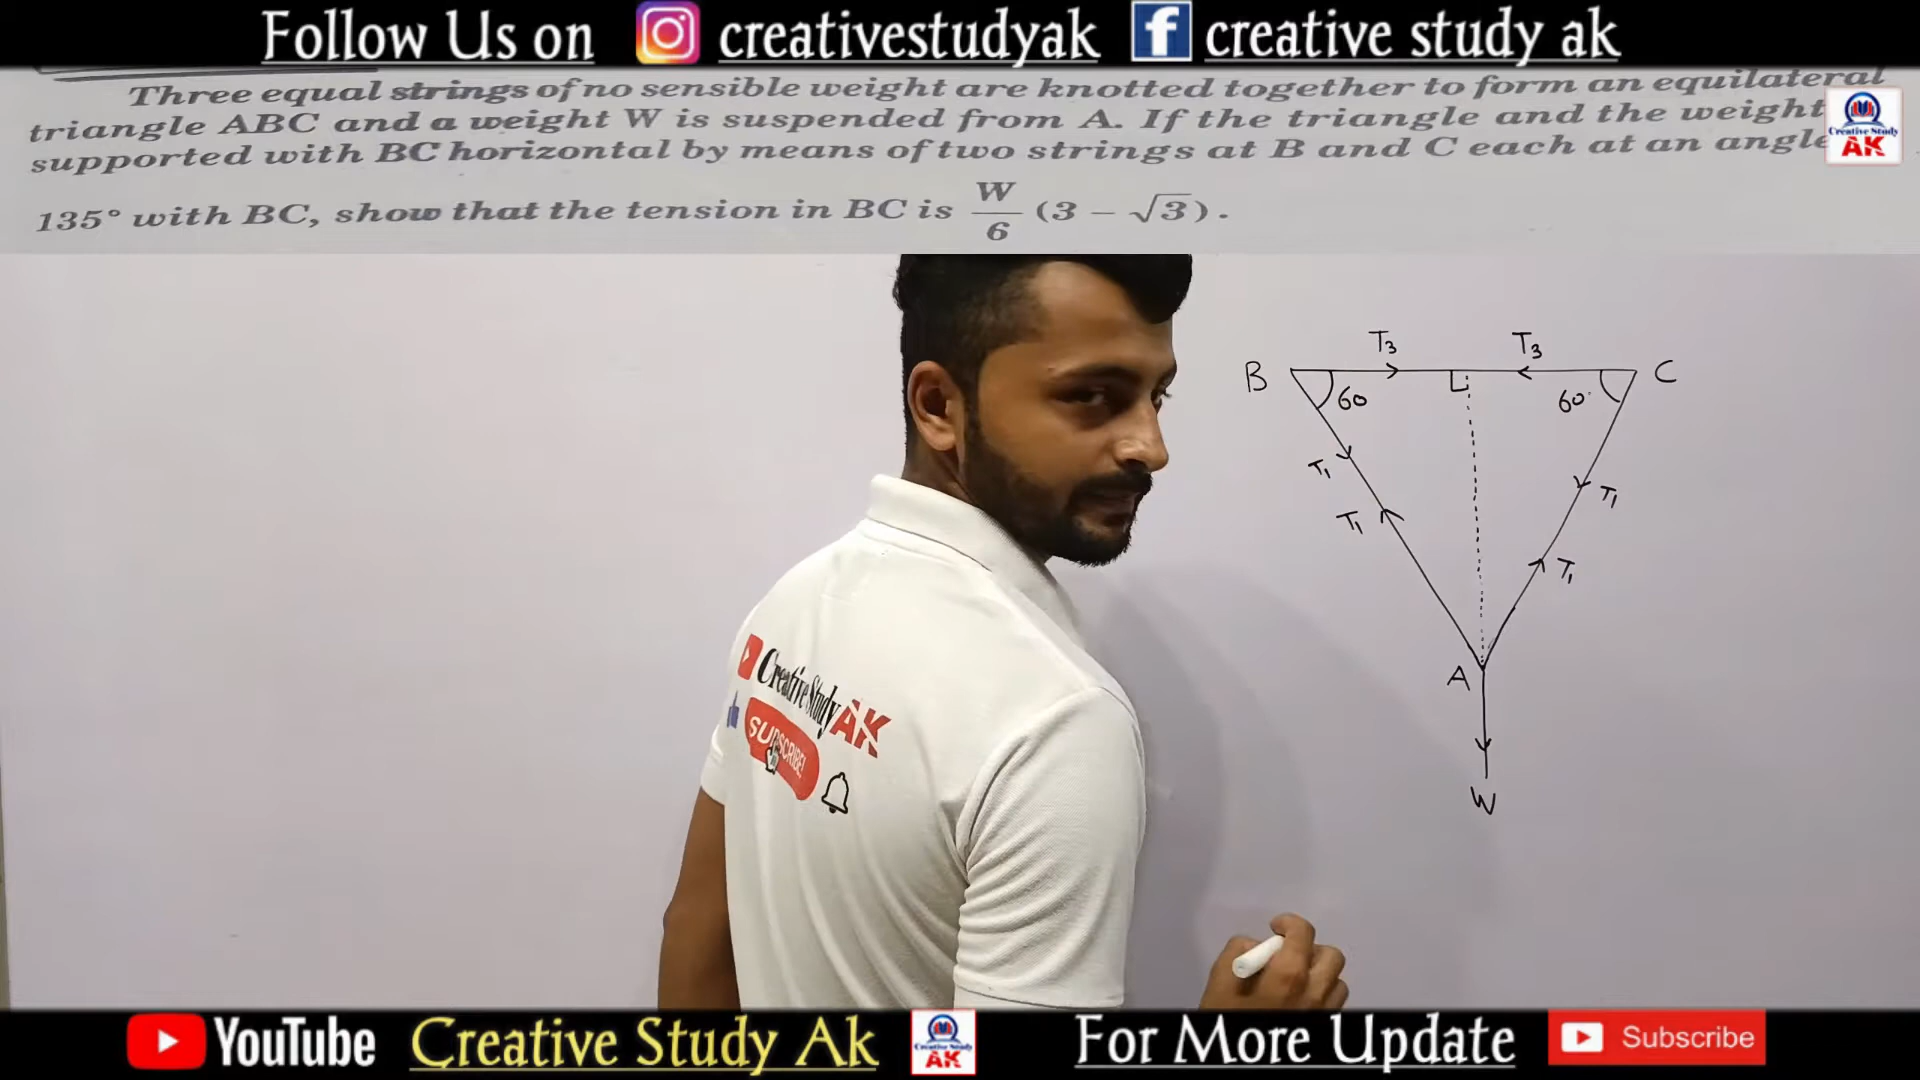 Follow Us on creativestudyak creative study ak
Three equal strings of no sensible weight are knotted together to form an equilateral
triangle ABC and a weight W is suspended from A. If the triangle and the weight
supported with BC horizontal by means of two strings at B and C each at an angle
135° with BC, show that the tension in BC is W/6 (3 − √3).
Creative Study
AK
T₃ T₃
B C
60 60
T₁ T₁
T₁ T₁
A
W
Creative Study AK
SUBSCRIBE!
YouTube Creative Study Ak
Creative Study
AK
For More Update
Subscribe